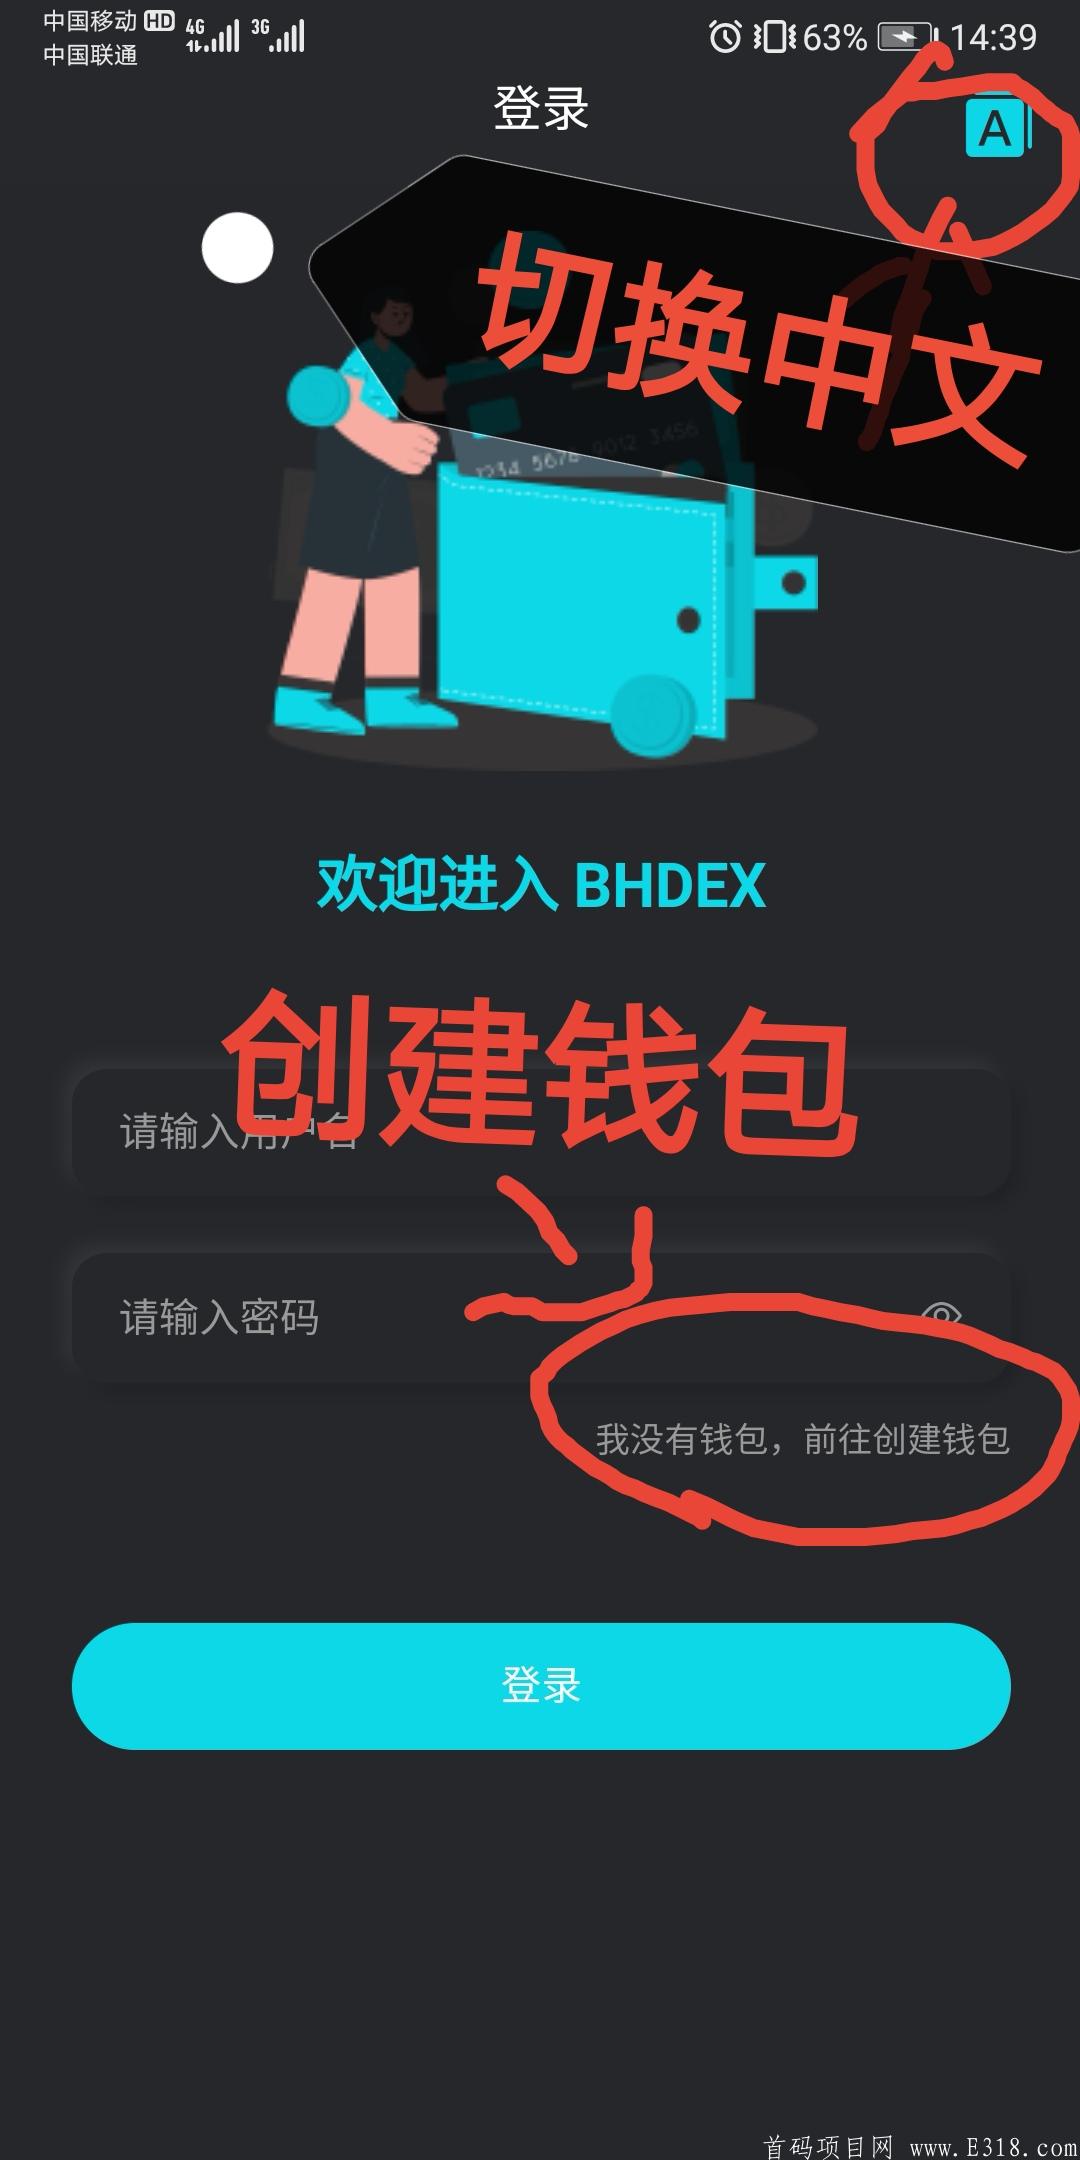 中国移动 HD 4G 3G 63% 14:39
中国联通
登录
A
切换中文
1234 5678 9012 3456
欢迎进入 BHDEX
创建钱包
请输入用户名
请输入密码
我没有钱包，前往创建钱包
登录
首码项目网 www.E318.com